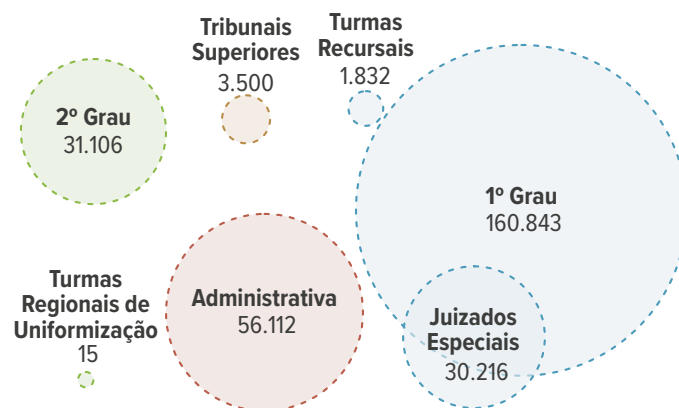 Tribunais
Superiores
3.500
Turmas
Recursais
1.832
2º Grau
31.106
1º Grau
160.843
Turmas
Regionais de
Uniformização
15
Administrativa
56.112
Juizados
Especiais
30.216